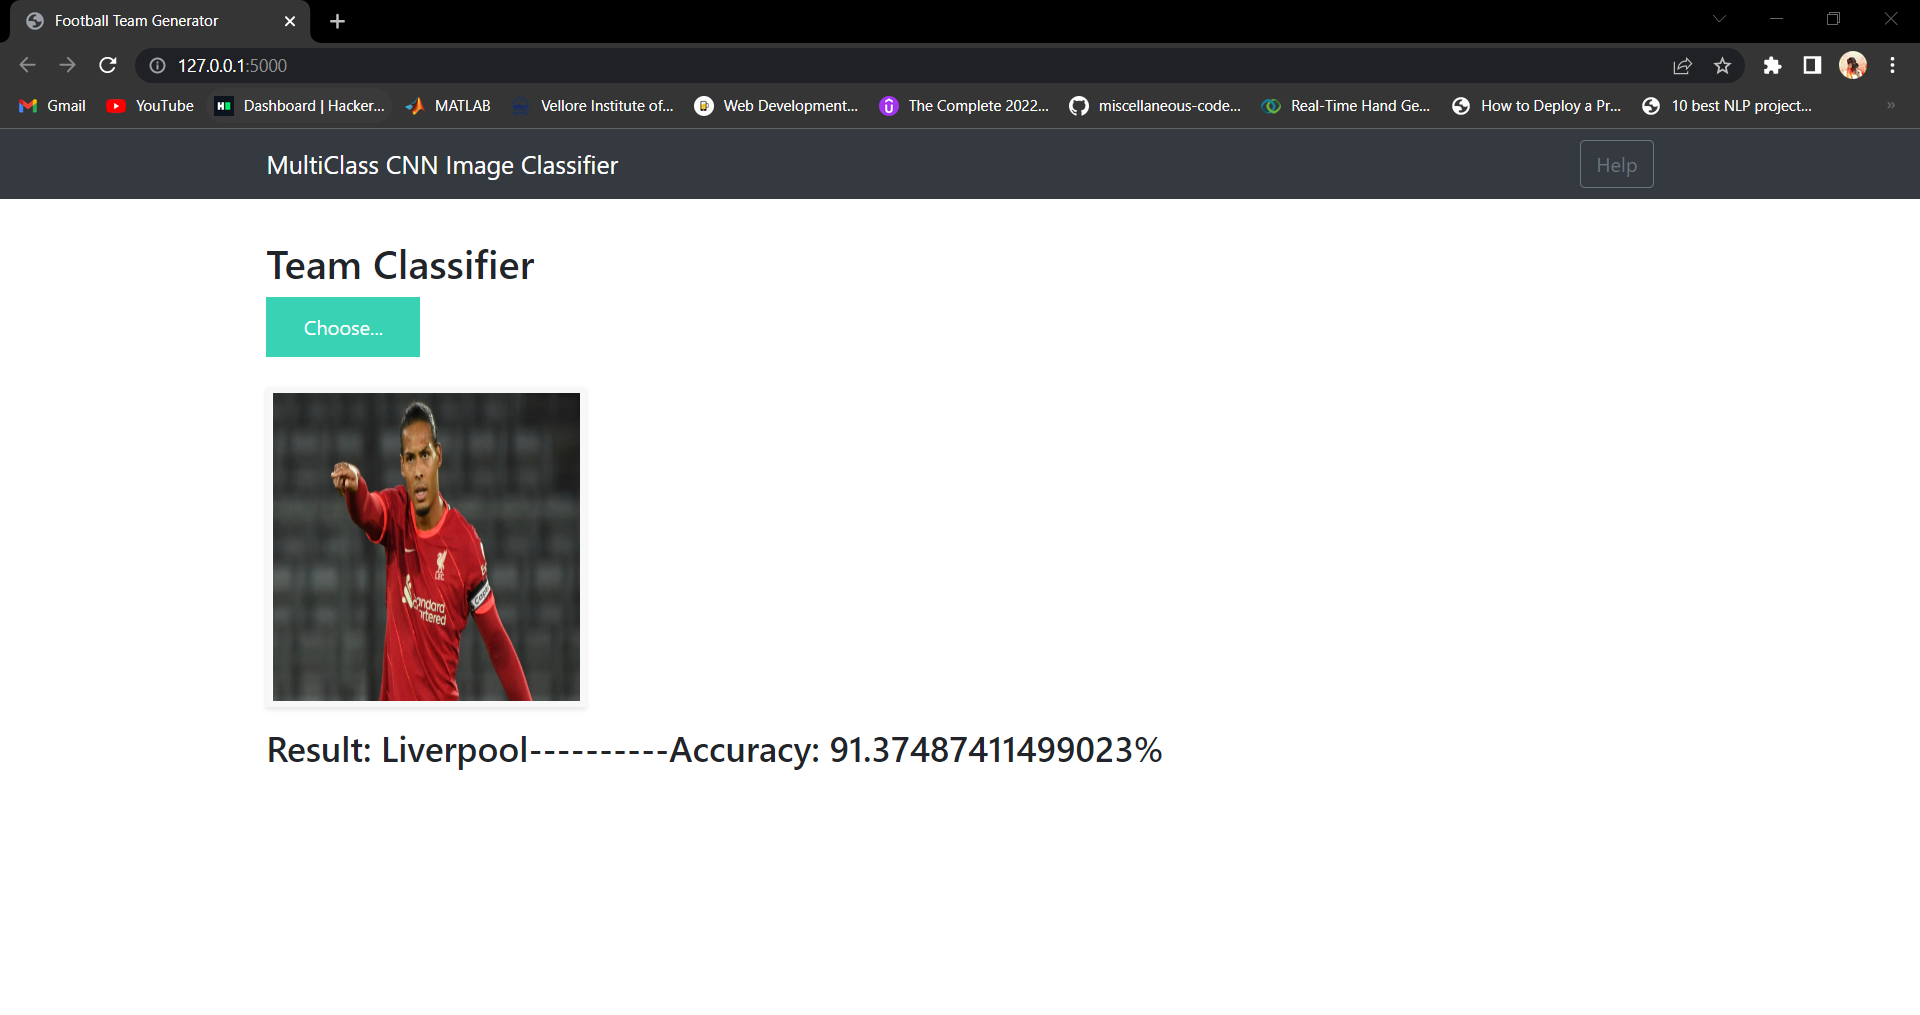 Football Team Generator
127.0.0.1:5000
Gmail
YouTube
Dashboard | Hacker...
MATLAB
Vellore Institute of...
Web Development...
The Complete 2022...
miscellaneous-code...
Real-Time Hand Ge...
How to Deploy a Pr...
10 best NLP project...
MultiClass CNN Image Classifier
Help
Team Classifier
Choose...
LFC
Result: Liverpool----------Accuracy: 91.37487411499023%